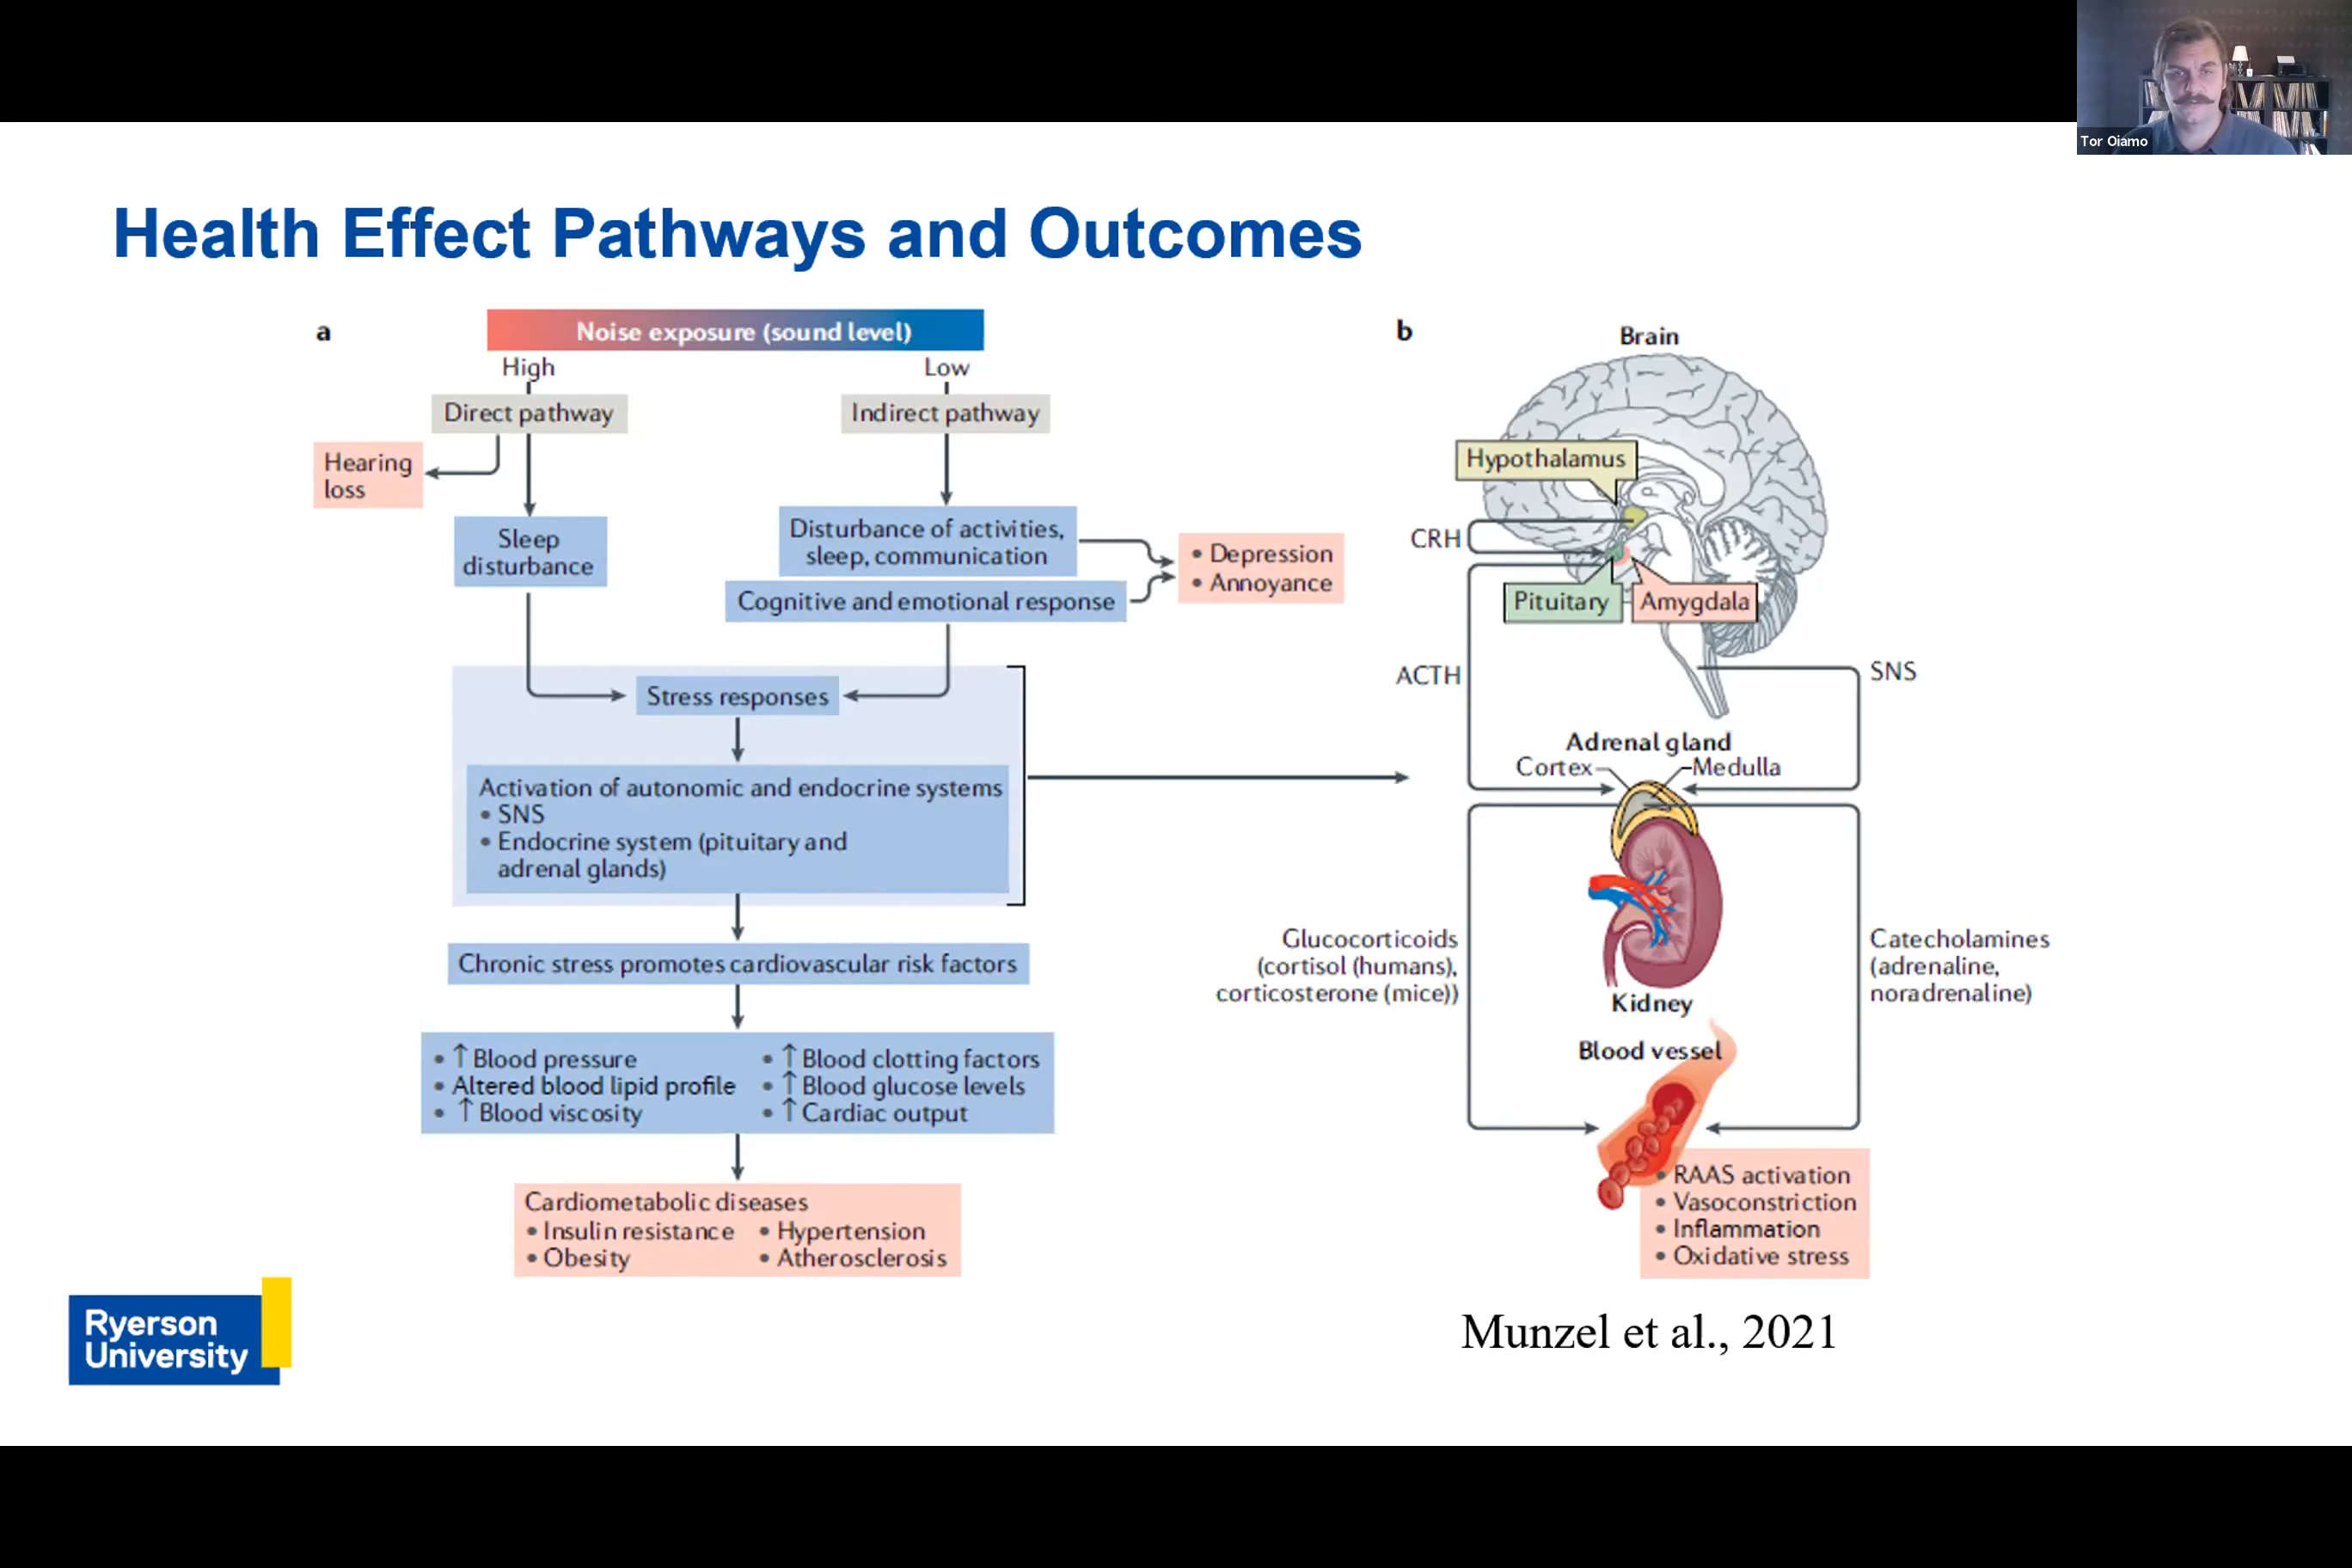 Tor Oiamo
Health Effect Pathways and Outcomes
a
Noise exposure (sound level)
High
Low
Direct pathway
Indirect pathway
Hearing
loss
Sleep
disturbance
Disturbance of activities,
sleep, communication
Cognitive and emotional response
• Depression
• Annoyance
Stress responses
Activation of autonomic and endocrine systems
• SNS
• Endocrine system (pituitary and
adrenal glands)
Chronic stress promotes cardiovascular risk factors
• ↑ Blood pressure
• Altered blood lipid profile
• ↑ Blood viscosity
• ↑ Blood clotting factors
• ↑ Blood glucose levels
• ↑ Cardiac output
Cardiometabolic diseases
• Insulin resistance
• Obesity
• Hypertension
• Atherosclerosis
b
Brain
Hypothalamus
CRH
Pituitary
Amygdala
ACTH
SNS
Adrenal gland
Cortex
Medulla
Glucocorticoids
(cortisol (humans),
corticosterone (mice))
Catecholamines
(adrenaline,
noradrenaline)
Kidney
Blood vessel
• RAAS activation
• Vasoconstriction
• Inflammation
• Oxidative stress
Ryerson
University
Munzel et al., 2021